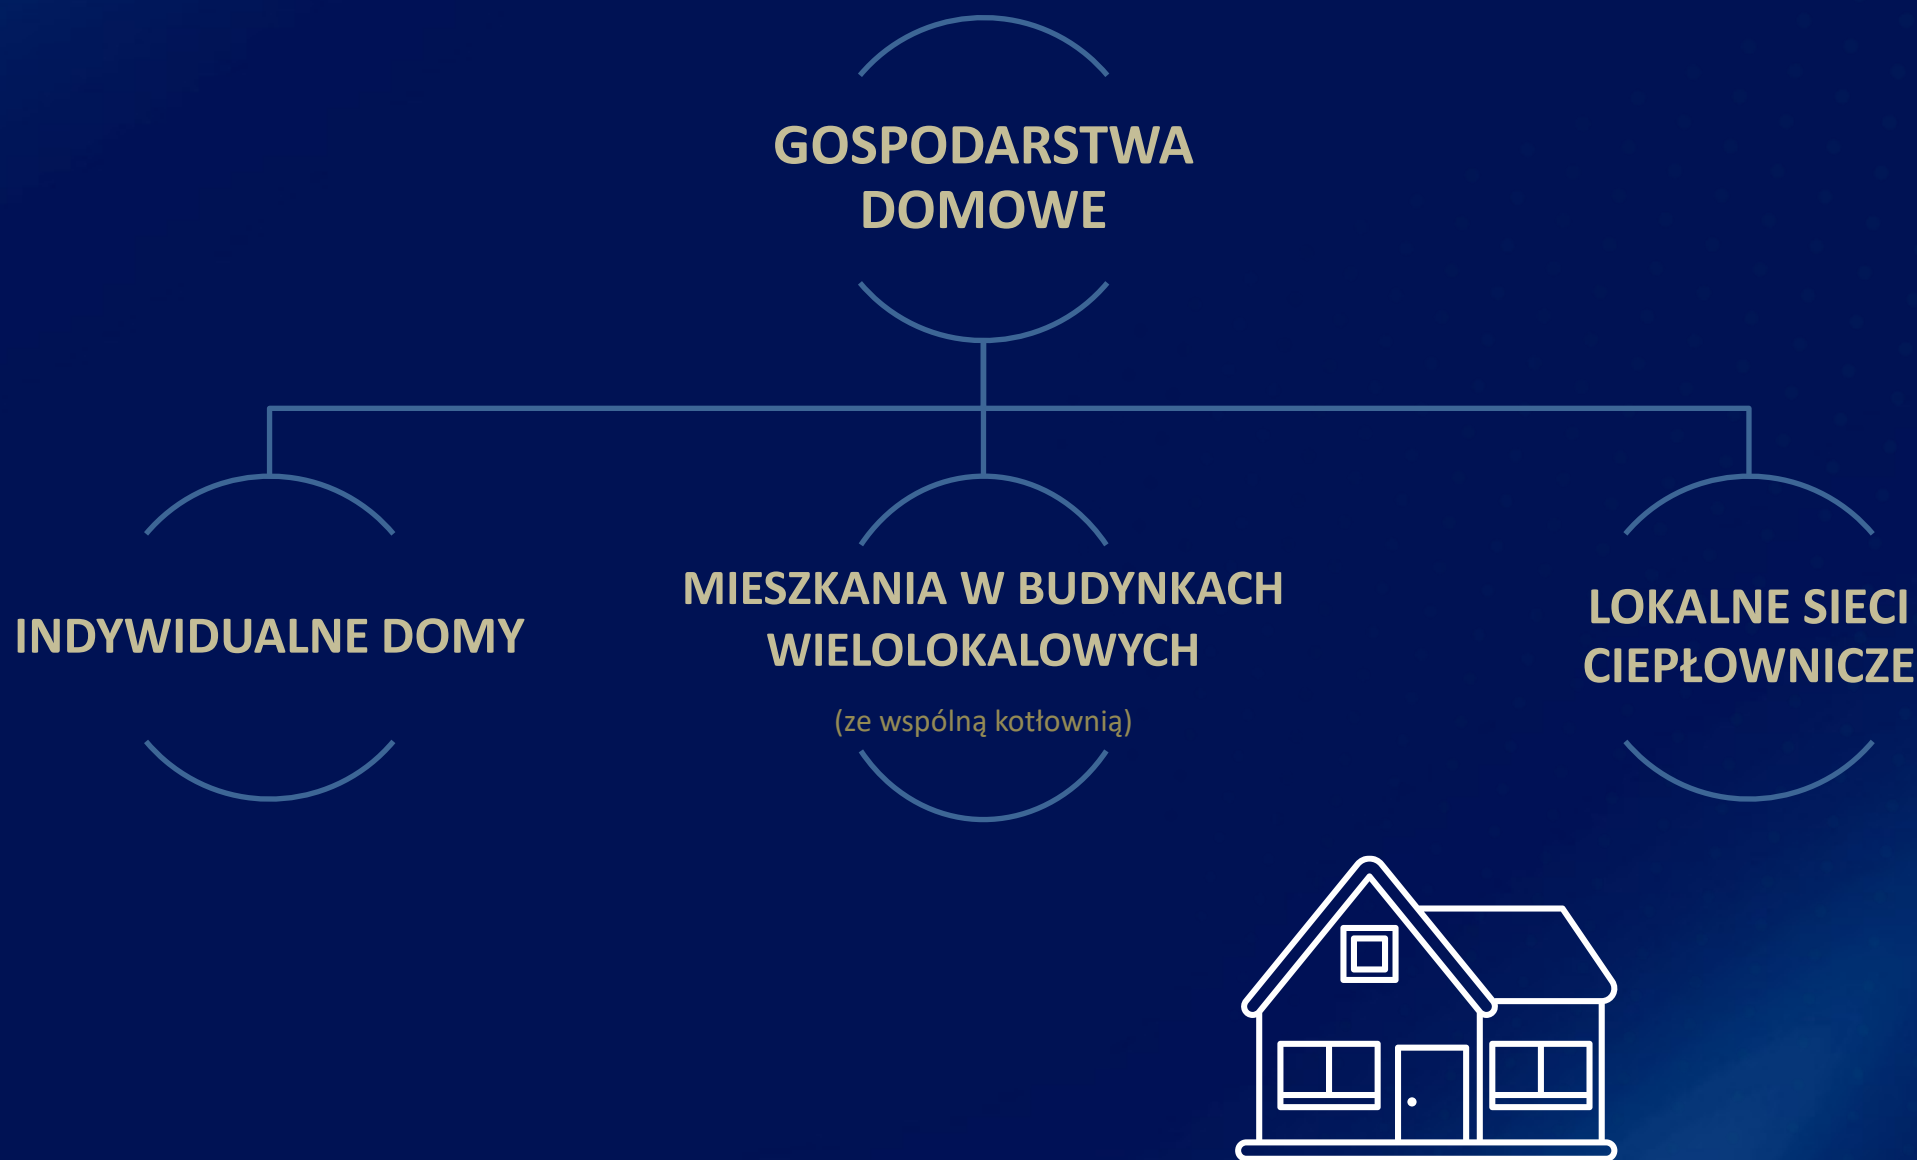 GOSPODARSTWA
DOMOWE
INDYWIDUALNE DOMY
MIESZKANIA W BUDYNKACH
WIELOLOKALOWYCH
(ze wspólną kotłownią)
LOKALNE SIECI
CIEPŁOWNICZE